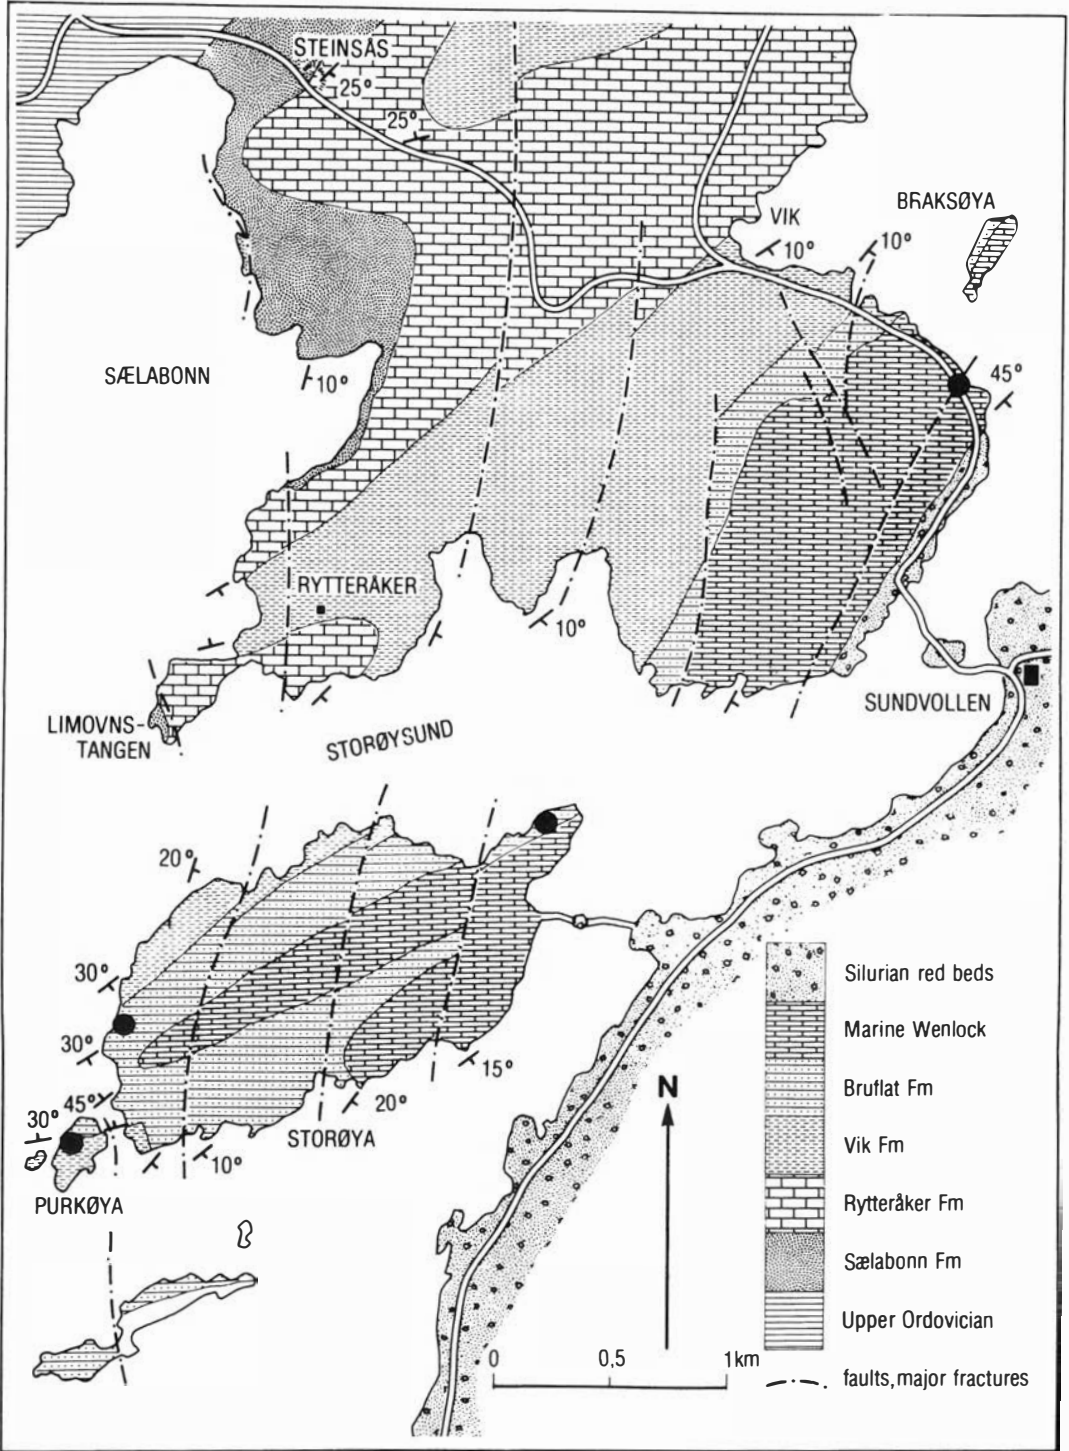 STEINSÅS
25°
25°
BRAKSØYA
VIK
10°
10°
SÆLABONN
10°
45°
RYTTERÅKER
10°
SUNDVOLLEN
LIMOVNS-
TANGEN
STORØYSUND
20°
30°
30°
45°
30°
15°
20°
10°
STORØYA
PURKØYA
N
Silurian red beds
Marine Wenlock
Bruflat Fm
Vik Fm
Rytteråker Fm
Sælabonn Fm
Upper Ordovician
0 0,5 1km
faults, major fractures